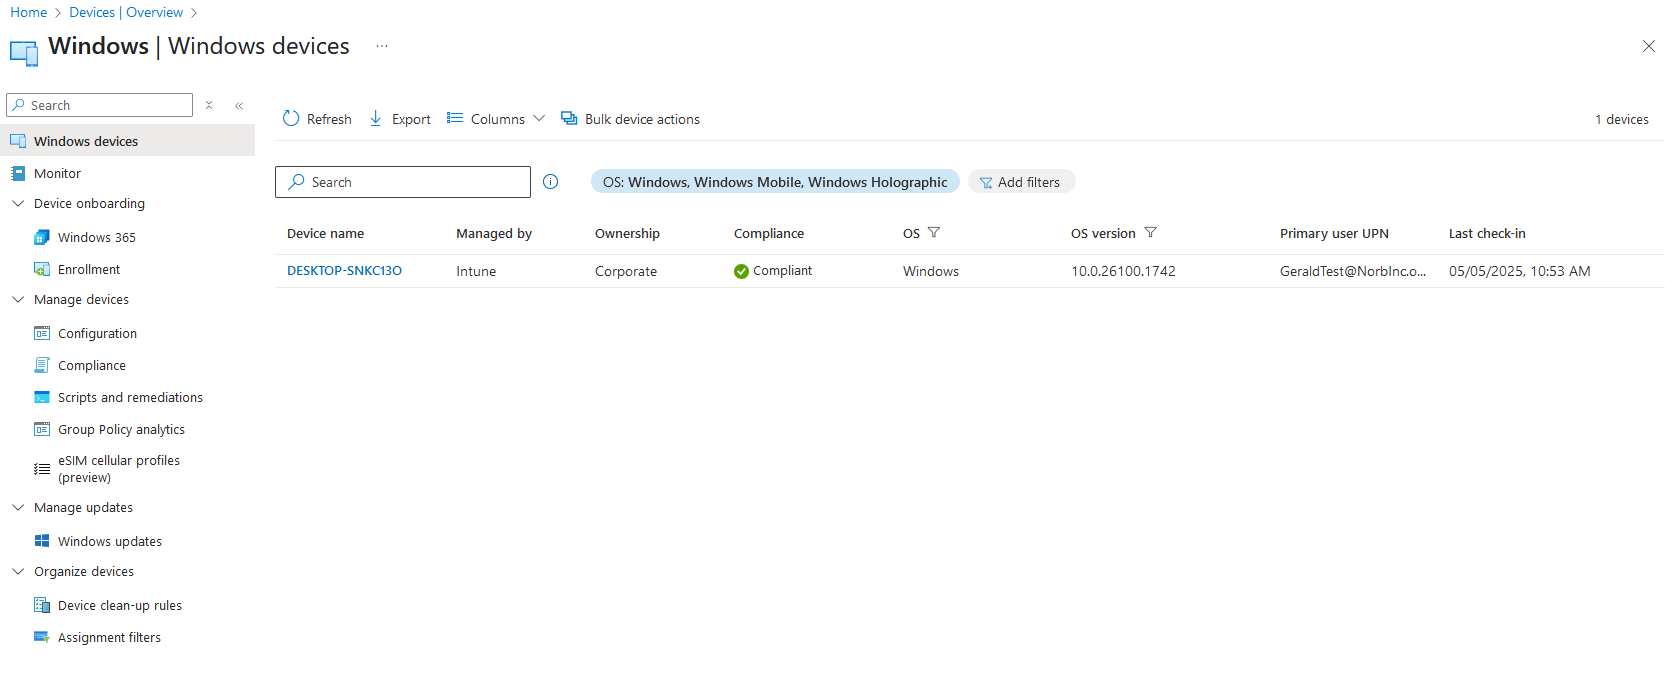 Home > Devices | Overview >
Windows | Windows devices ...
Search
Windows devices
Monitor
Device onboarding
Windows 365
Enrollment
Manage devices
Configuration
Compliance
Scripts and remediations
Group Policy analytics
eSIM cellular profiles
(preview)
Manage updates
Windows updates
Organize devices
Device clean-up rules
Assignment filters
Refresh Export Columns Bulk device actions 1 devices
Search OS: Windows, Windows Mobile, Windows Holographic Add filters
Device name Managed by Ownership Compliance OS OS version Primary user UPN Last check-in
DESKTOP-SNKC13O Intune Corporate Compliant Windows 10.0.26100.1742 GeraldTest@NorbInc.o... 05/05/2025, 10:53 AM